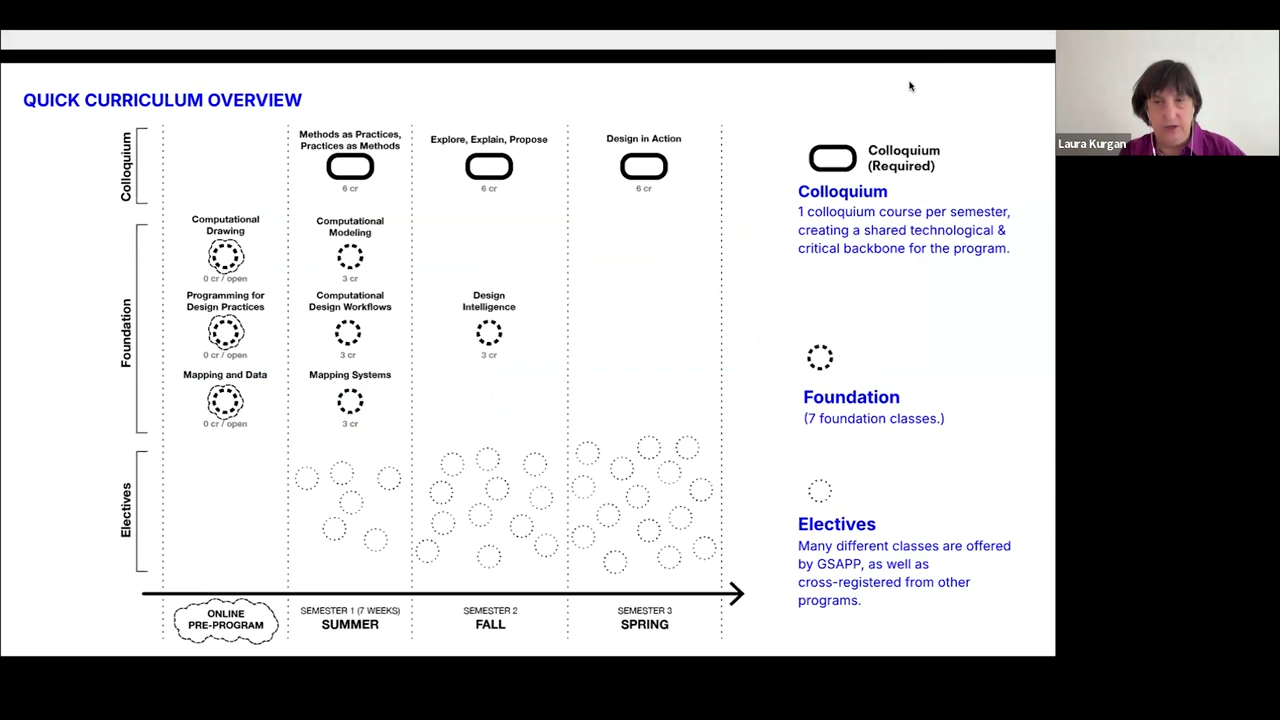 QUICK CURRICULUM OVERVIEW
Colloquium
Methods as Practices,
Practices as Methods
6 cr
Explore, Explain, Propose
6 cr
Design in Action
6 cr
Foundation
Computational
Drawing
0 cr / open
Computational
Modeling
3 cr
Programming for
Design Practices
0 cr / open
Computational
Design Workflows
3 cr
Design
Intelligence
3 cr
Mapping and Data
0 cr / open
Mapping Systems
3 cr
Electives
ONLINE
PRE-PROGRAM
SEMESTER 1 (7 WEEKS)
SUMMER
SEMESTER 2
FALL
SEMESTER 3
SPRING
Colloquium
(Required)
Colloquium
1 colloquium course per semester,
creating a shared technological &
critical backbone for the program.
Foundation
(7 foundation classes.)
Electives
Many different classes are offered
by GSAPP, as well as
cross-registered from other
programs.
Laura Kurgan